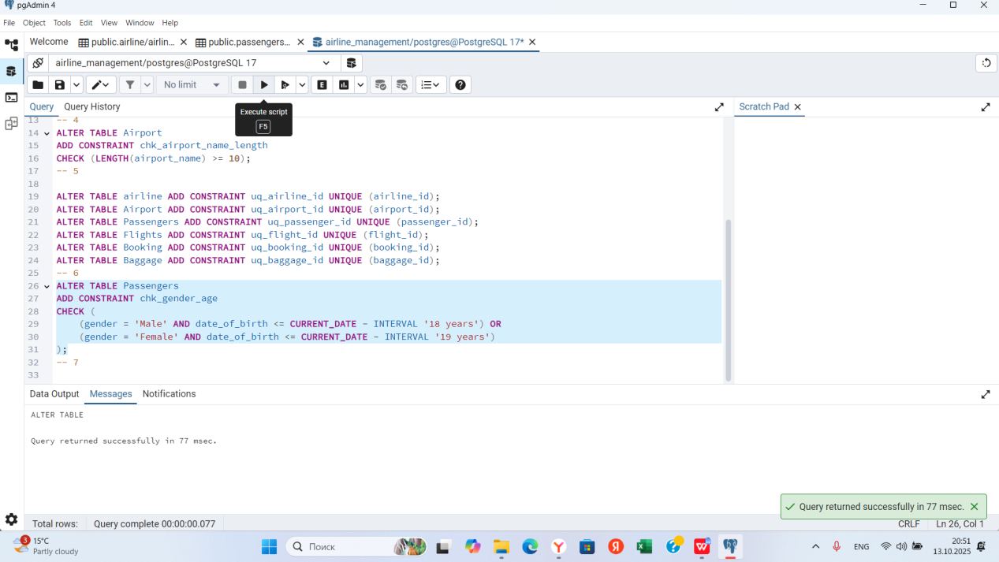 pgAdmin 4
File Object Tools Edit View Window Help
Welcome public.airline/airlin... public.passengers... airline_management/postgres@PostgreSQL 17*
airline_management/postgres@PostgreSQL 17
No limit
Query Query History
Execute script
F5
Scratch Pad
13 -- 4
14 ALTER TABLE Airport
15 ADD CONSTRAINT chk_airport_name_length
16 CHECK (LENGTH(airport_name) >= 10);
17 -- 5
18
19 ALTER TABLE airline ADD CONSTRAINT uq_airline_id UNIQUE (airline_id);
20 ALTER TABLE Airport ADD CONSTRAINT uq_airport_id UNIQUE (airport_id);
21 ALTER TABLE Passengers ADD CONSTRAINT uq_passenger_id UNIQUE (passenger_id);
22 ALTER TABLE Flights ADD CONSTRAINT uq_flight_id UNIQUE (flight_id);
23 ALTER TABLE Booking ADD CONSTRAINT uq_booking_id UNIQUE (booking_id);
24 ALTER TABLE Baggage ADD CONSTRAINT uq_baggage_id UNIQUE (baggage_id);
25 -- 6
26 ALTER TABLE Passengers
27 ADD CONSTRAINT chk_gender_age
28 CHECK (
29 (gender = 'Male' AND date_of_birth <= CURRENT_DATE - INTERVAL '18 years') OR
30 (gender = 'Female' AND date_of_birth <= CURRENT_DATE - INTERVAL '19 years')
31 );
32 -- 7
33
Data Output Messages Notifications
ALTER TABLE
Query returned successfully in 77 msec.
Query returned successfully in 77 msec.
Total rows: Query complete 00:00:00.077 CRLF Ln 26, Col 1
3
15°C
Partly cloudy
Поиск
ENG
20:51
13.10.2025